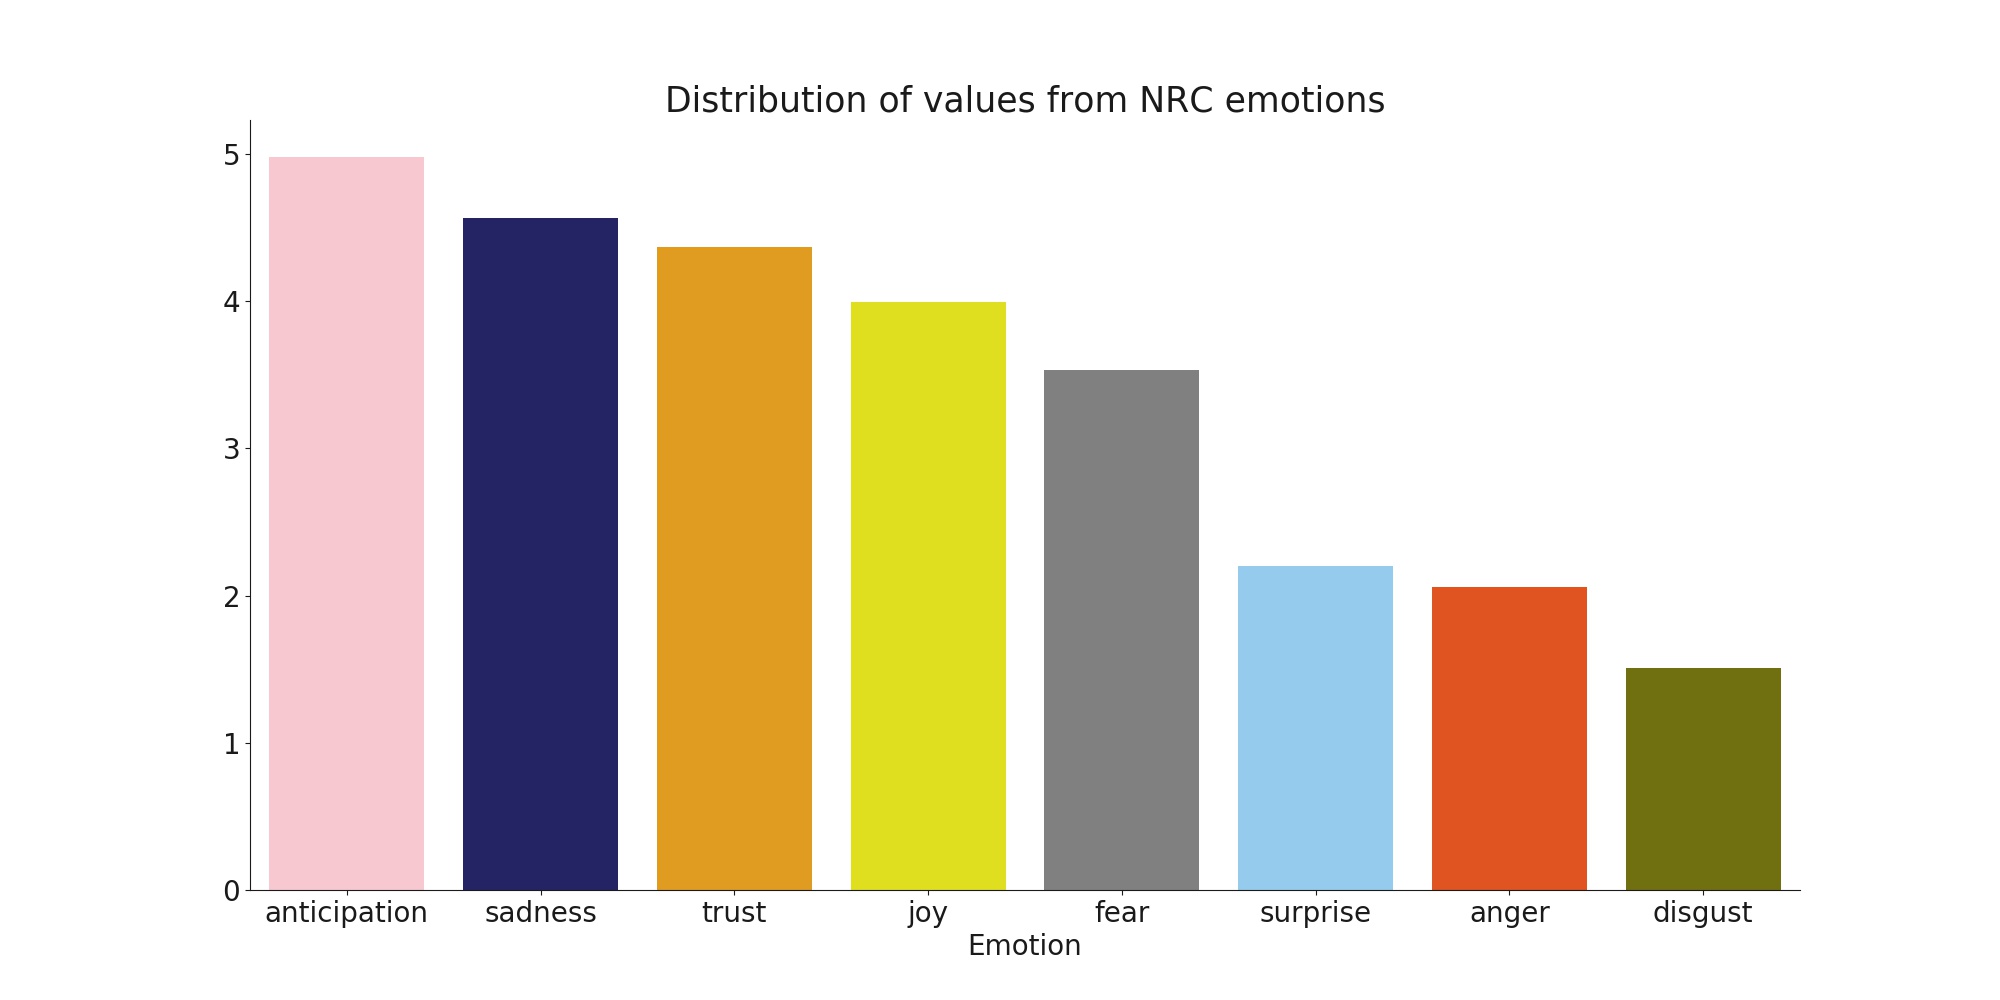 Distribution of values from NRC emotions
5
4
3
2
1
0
anticipation sadness trust joy fear surprise anger disgust
Emotion